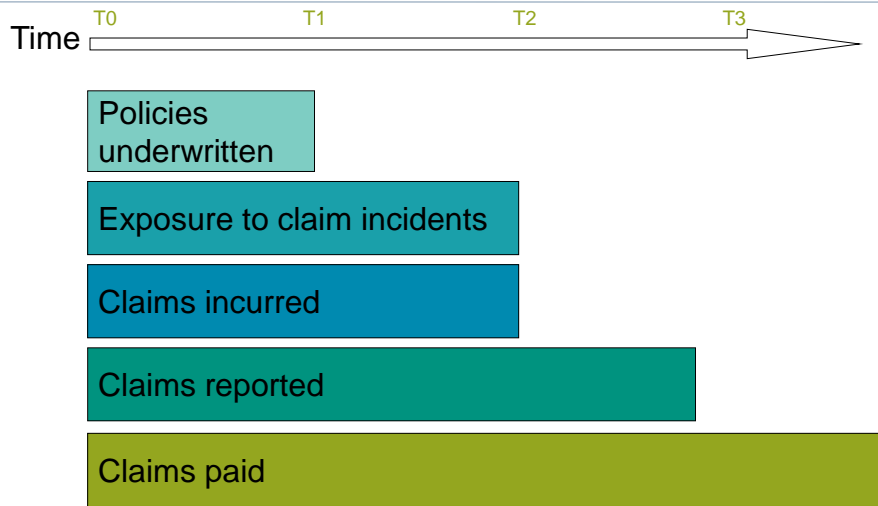 T0 T1 T2 T3
Time
Policies
underwritten
Exposure to claim incidents
Claims incurred
Claims reported
Claims paid